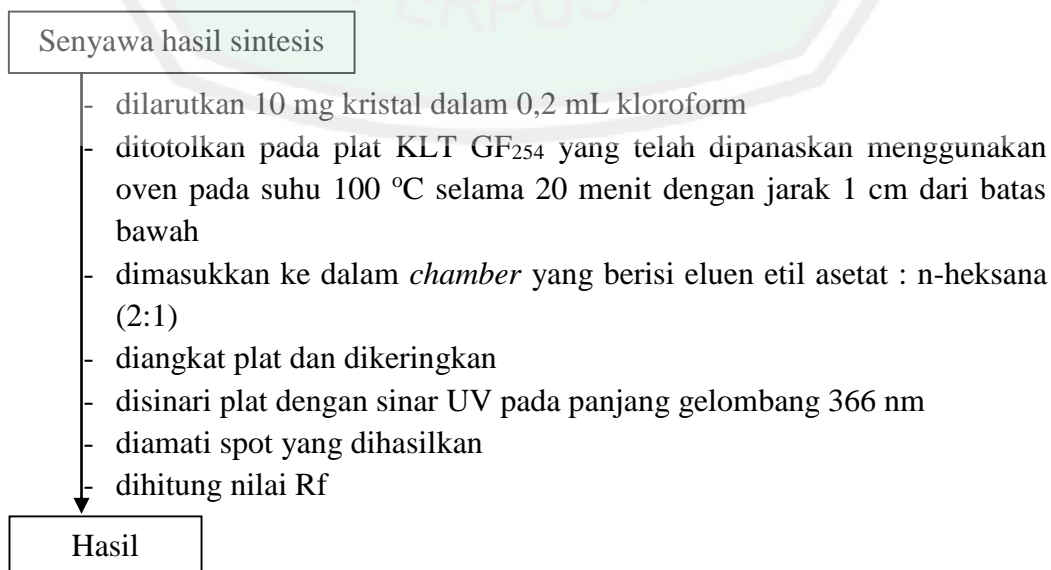 ERPUS
Senyawa hasil sintesis
- dilarutkan 10 mg kristal dalam 0,2 mL kloroform
- ditotolkan pada plat KLT GF₂₅₄ yang telah dipanaskan menggunakan
oven pada suhu 100 ºC selama 20 menit dengan jarak 1 cm dari batas
bawah
- dimasukkan ke dalam chamber yang berisi eluen etil asetat : n-heksana
(2:1)
- diangkat plat dan dikeringkan
- disinari plat dengan sinar UV pada panjang gelombang 366 nm
- diamati spot yang dihasilkan
- dihitung nilai Rf
Hasil